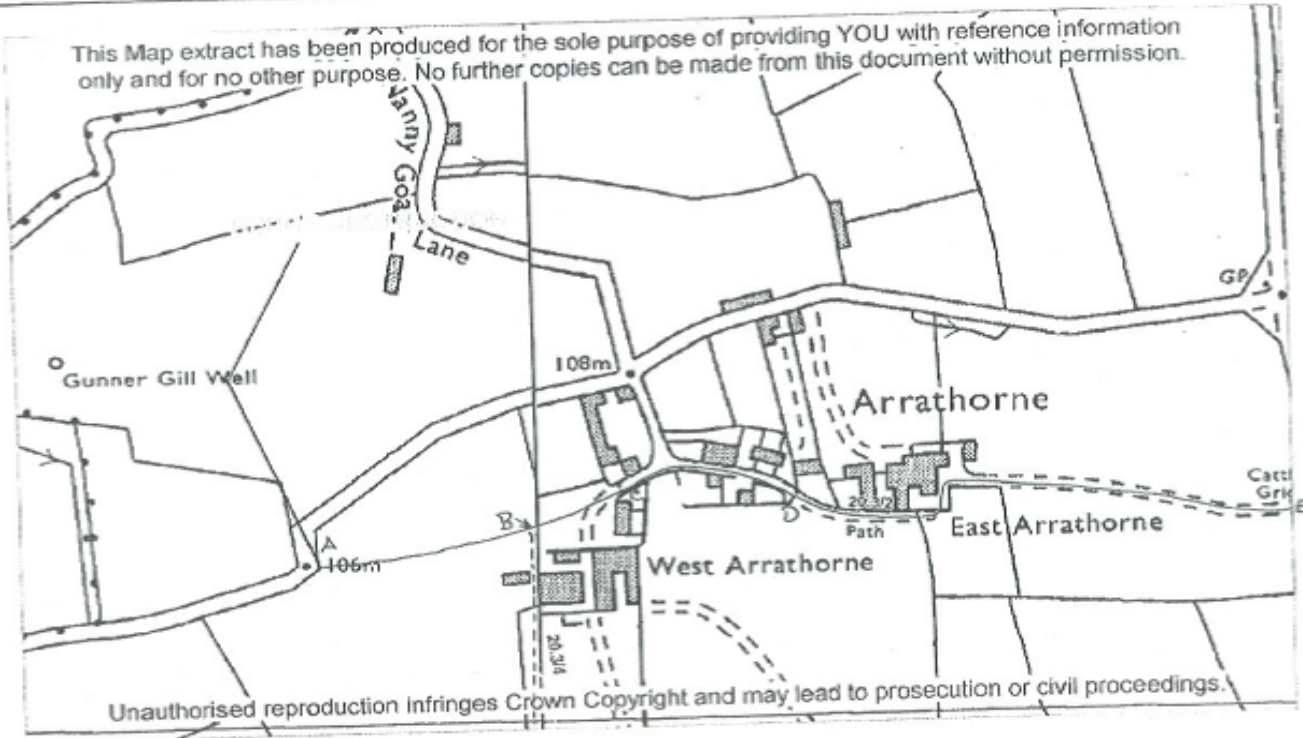 This Map extract has been produced for the sole purpose of providing YOU with reference information
only and for no other purpose. No further copies can be made from this document without permission.
Lane
GP
108m
Gunner Gill Well
Arrathorne
B
D
20.3/2
Path
East Arrathorne
E
A
106m
West Arrathorne
20.3/4
Unauthorised reproduction infringes Crown Copyright and may lead to prosecution or civil proceedings.